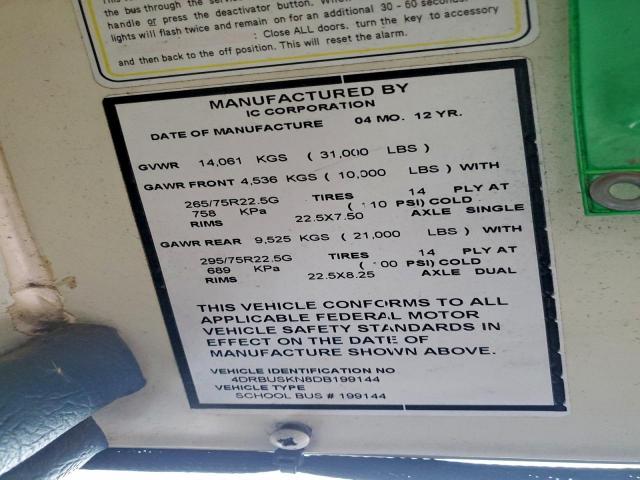 the bus through the
handle or press the deactivator button.
lights will flash twice and remain on for an additional 30 - 60 seconds.
: Close ALL doors, turn the key to accessory
and then back to the off position. This will reset the alarm.
MANUFACTURED BY
IC CORPORATION
DATE OF MANUFACTURE 04 MO. 12 YR.
GVWR 14,061 KGS ( 31,000 LBS )
GAWR FRONT 4,536 KGS ( 10,000 LBS ) WITH
265/75R22.5G TIRES 14 PLY AT
758 KPa ( 110 PSI) COLD
RIMS 22.5X7.50 AXLE SINGLE
GAWR REAR 9,525 KGS ( 21,000 LBS ) WITH
295/75R22.5G TIRES 14 PLY AT
689 KPa ( 00 PSI) COLD
RIMS 22.5X8.25 AXLE DUAL
THIS VEHICLE CONFORMS TO ALL
APPLICABLE FEDERAL MOTOR
VEHICLE SAFETY STANDARDS IN
EFFECT ON THE DATE OF
MANUFACTURE SHOWN ABOVE.
VEHICLE IDENTIFICATION NO
4DRBUSKN8DB199144
VEHICLE TYPE
SCHOOL BUS # 199144